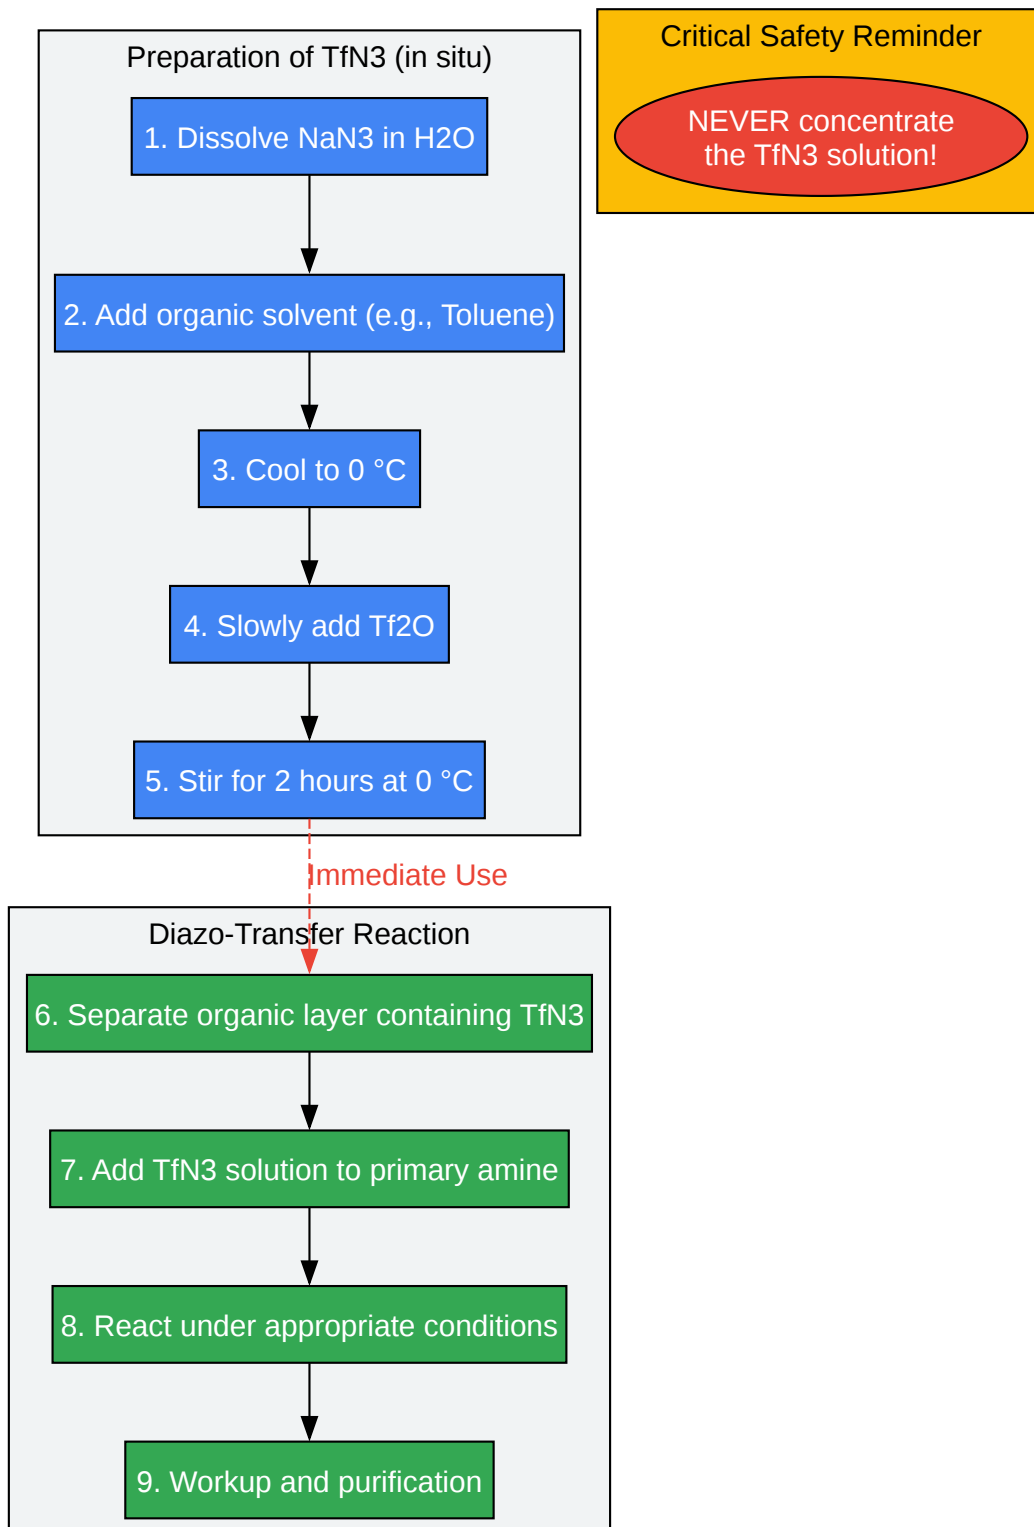 Preparation of TfN3 (in situ)
1. Dissolve NaN3 in H2O
2. Add organic solvent (e.g., Toluene)
3. Cool to 0 °C
4. Slowly add Tf2O
5. Stir for 2 hours at 0 °C
Immediate Use
Diazo-Transfer Reaction
6. Separate organic layer containing TfN3
7. Add TfN3 solution to primary amine
8. React under appropriate conditions
9. Workup and purification
Critical Safety Reminder
NEVER concentrate
the TfN3 solution!